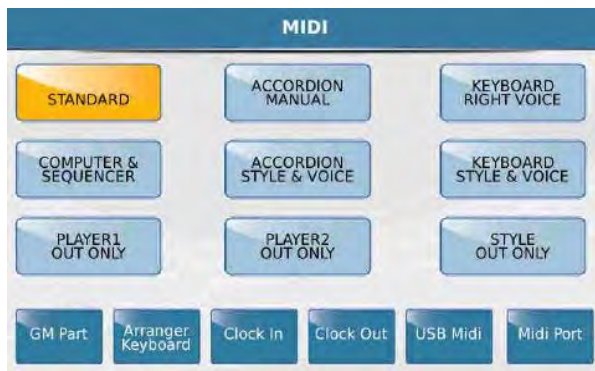 MIDI
STANDARD
ACCORDION
MANUAL
KEYBOARD
RIGHT VOICE
COMPUTER &
SEQUENCER
ACCORDION
STYLE & VOICE
KEYBOARD
STYLE & VOICE
PLAYER1
OUT ONLY
PLAYER2
OUT ONLY
STYLE
OUT ONLY
GM Part
Arranger
Keyboard
Clock In
Clock Out
USB Midi
Midi Port